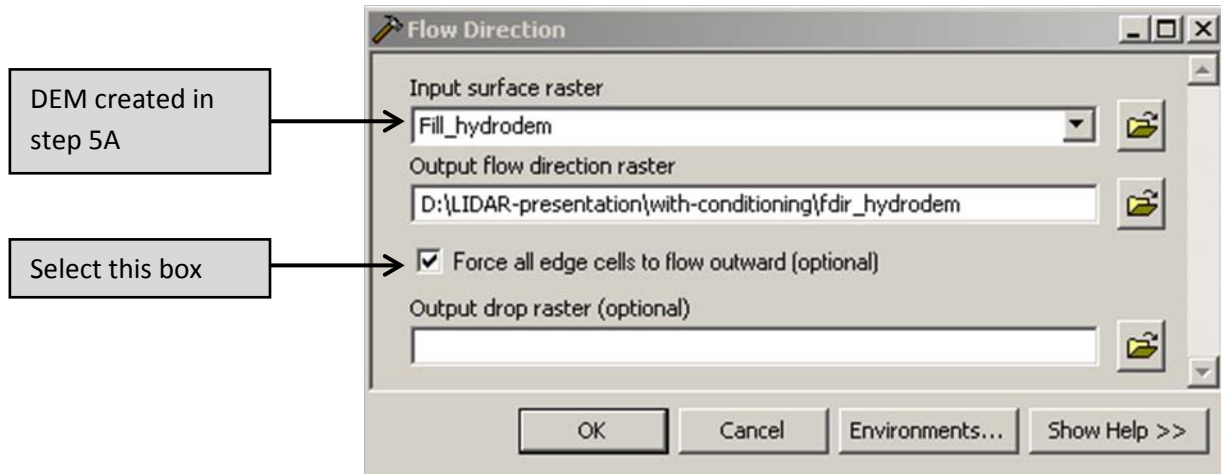 Flow Direction
DEM created in
step 5A
Input surface raster
Fill_hydrodem
Output flow direction raster
D:\LIDAR-presentation\with-conditioning\fdir_hydrodem
Select this box
Force all edge cells to flow outward (optional)
Output drop raster (optional)
OK
Cancel
Environments...
Show Help >>